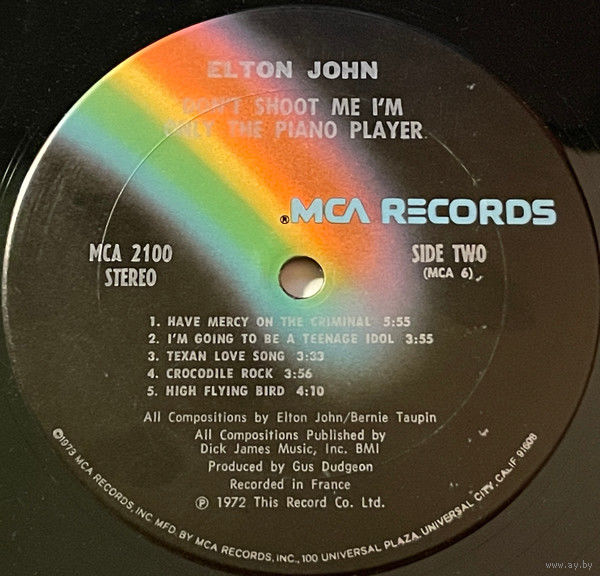 ELTON JOHN
DON'T SHOOT ME I'M
ONLY THE PIANO PLAYER
®MCA RECORDS
MCA 2100
STEREO
SIDE TWO
(MCA 6)
1. HAVE MERCY ON THE CRIMINAL 5:55
2. I'M GOING TO BE A TEENAGE IDOL 3:55
3. TEXAN LOVE SONG 3:33
4. CROCODILE ROCK 3:56
5. HIGH FLYING BIRD 4:10
All Compositions by Elton John/Bernie Taupin
All Compositions Published by
Dick James Music, Inc. BMI
Produced by Gus Dudgeon
Recorded in France
℗ 1972 This Record Co. Ltd.
©1973 MCA RECORDS, INC. MFD. BY MCA RECORDS, INC., 100 UNIVERSAL PLAZA, UNIVERSAL CITY, CALIF. 91608
www.ay.by